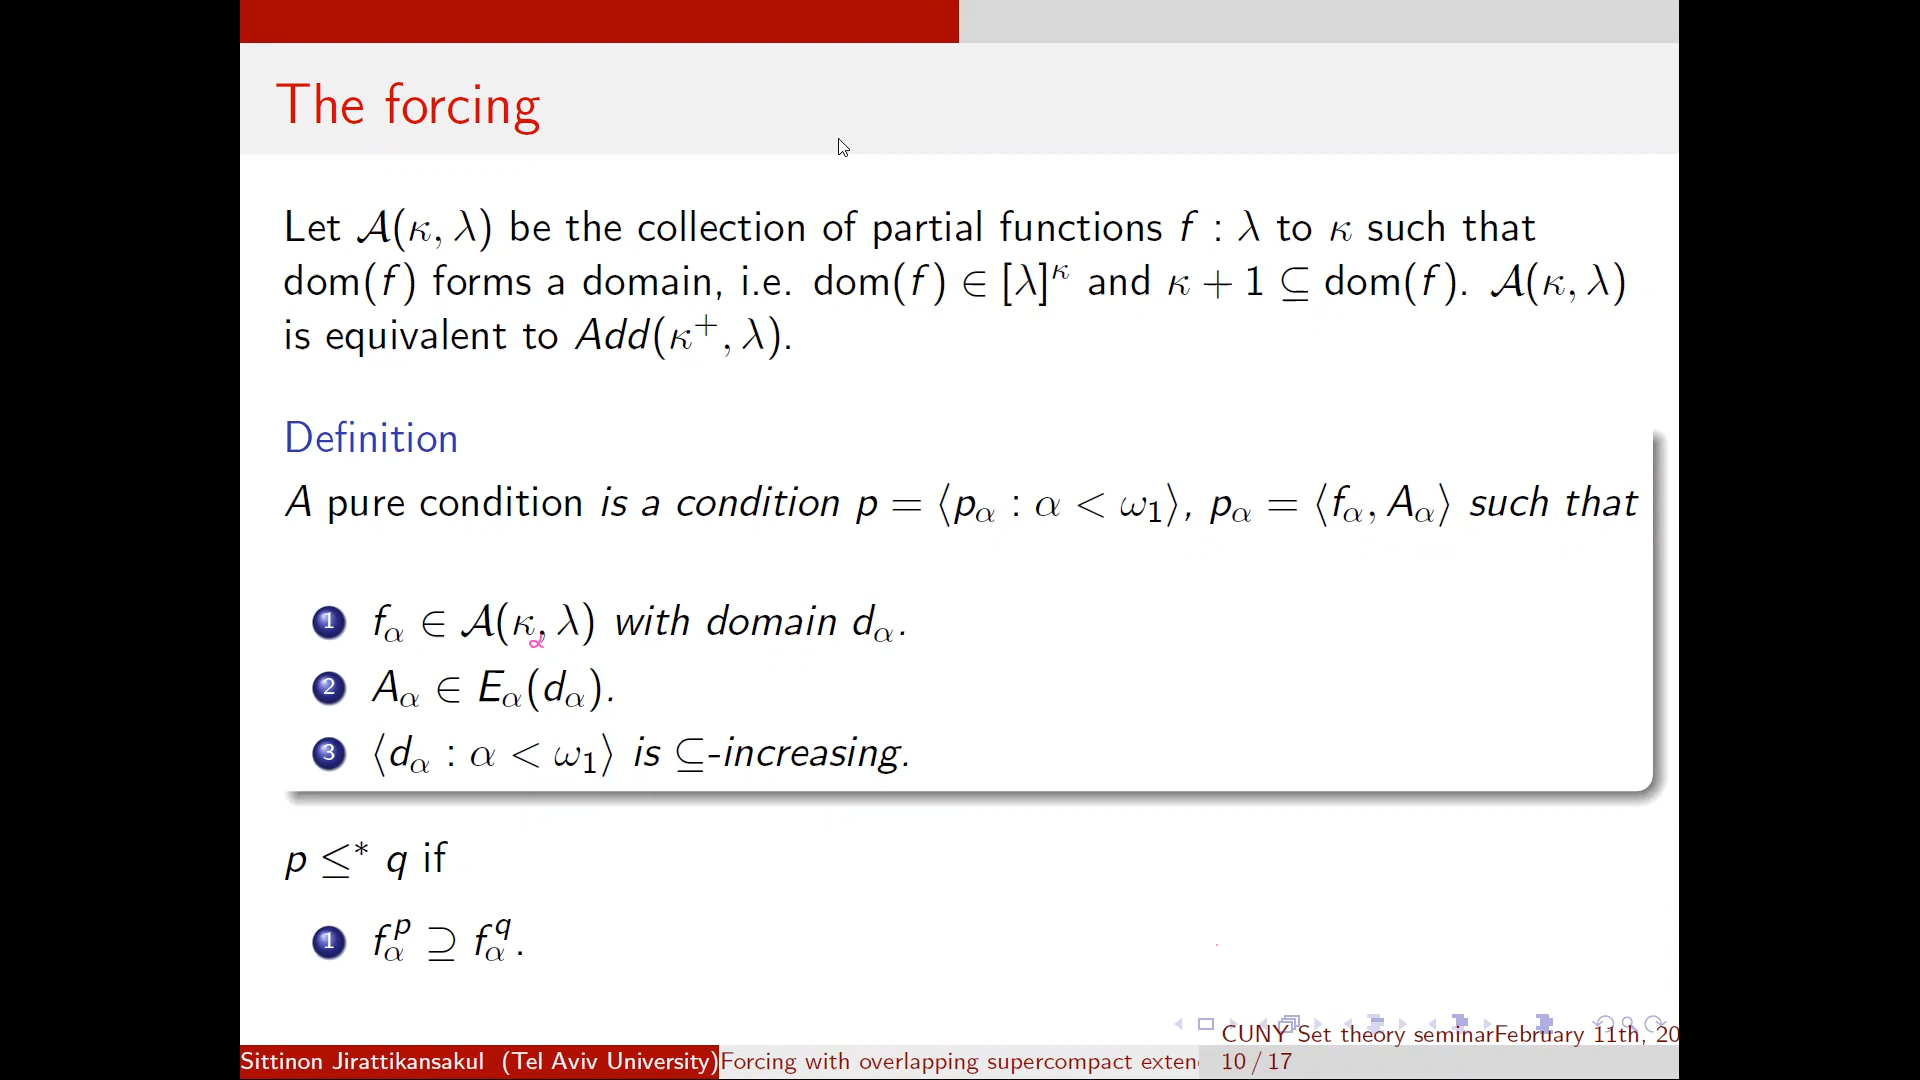 The forcing
Let 𝒜(κ, λ) be the collection of partial functions f : λ to κ such that
dom(f) forms a domain, i.e. dom(f) ∈ [λ]^κ and κ + 1 ⊆ dom(f). 𝒜(κ, λ)
is equivalent to Add(κ⁺, λ).
Definition
A pure condition is a condition p = ⟨p_α : α < ω₁⟩, p_α = ⟨f_α, A_α⟩ such that
1 f_α ∈ 𝒜(κ_α, λ) with domain d_α.
2 A_α ∈ E_α(d_α).
3 ⟨d_α : α < ω₁⟩ is ⊆-increasing.
p ≤* q if
1 f_α^p ⊇ f_α^q.
CUNY Set theory seminarFebruary 11th, 20
Sittinon Jirattikansakul (Tel Aviv University) Forcing with overlapping supercompact exten 10 / 17